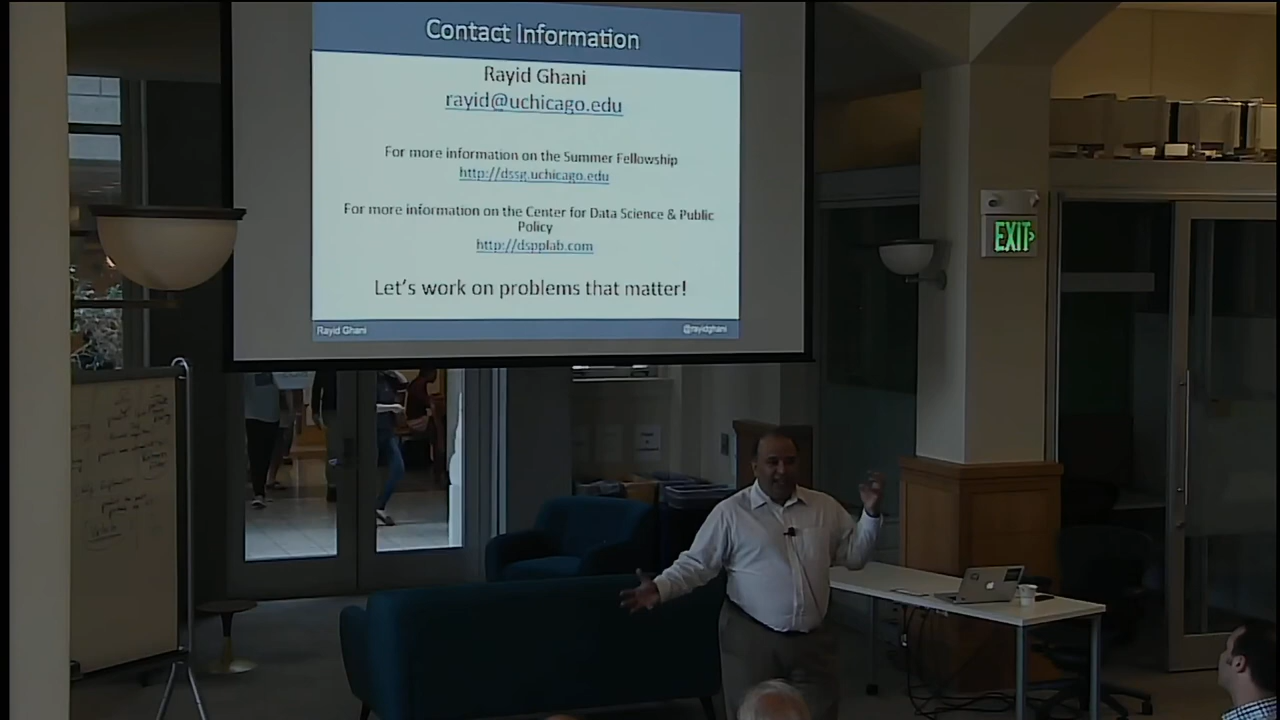 Contact Information
Rayid Ghani
rayid@uchicago.edu
For more information on the Summer Fellowship
http://dssg.uchicago.edu
For more information on the Center for Data Science & Public
Policy
http://dspplab.com
Let's work on problems that matter!
Rayid Ghani
@rayidghani
EXIT